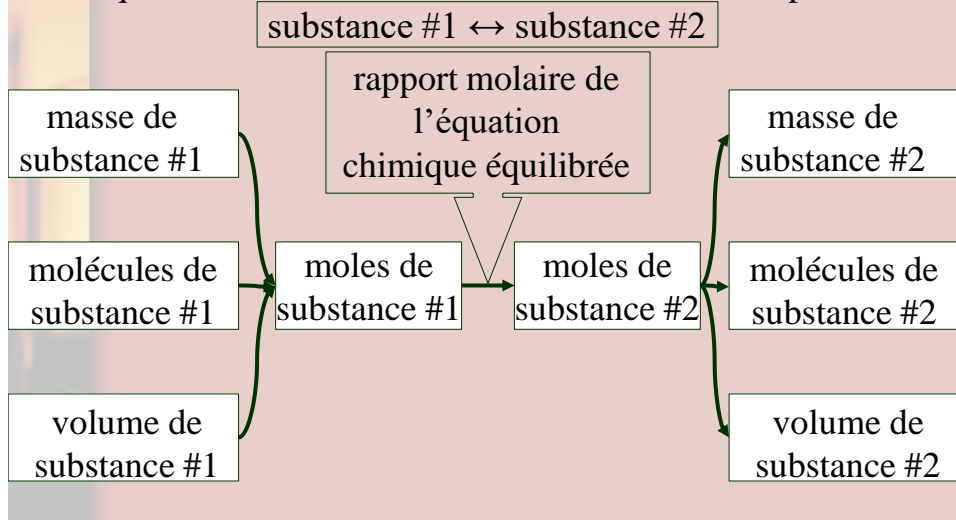 substance #1 ↔ substance #2
rapport molaire de
l’équation
chimique équilibrée
masse de
substance #1
masse de
substance #2
molécules de
substance #1
moles de
substance #1
moles de
substance #2
molécules de
substance #2
volume de
substance #1
volume de
substance #2